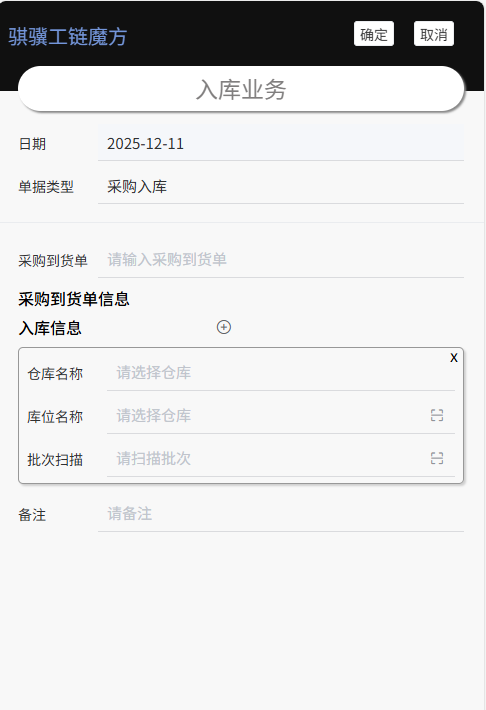 骐骥工链魔方 确定 取消
入库业务
日期 2025-12-11
单据类型 采购入库
采购到货单 请输入采购到货单
采购到货单信息
入库信息
x
仓库名称 请选择仓库
库位名称 请选择仓库
批次扫描 请扫描批次
备注 请备注